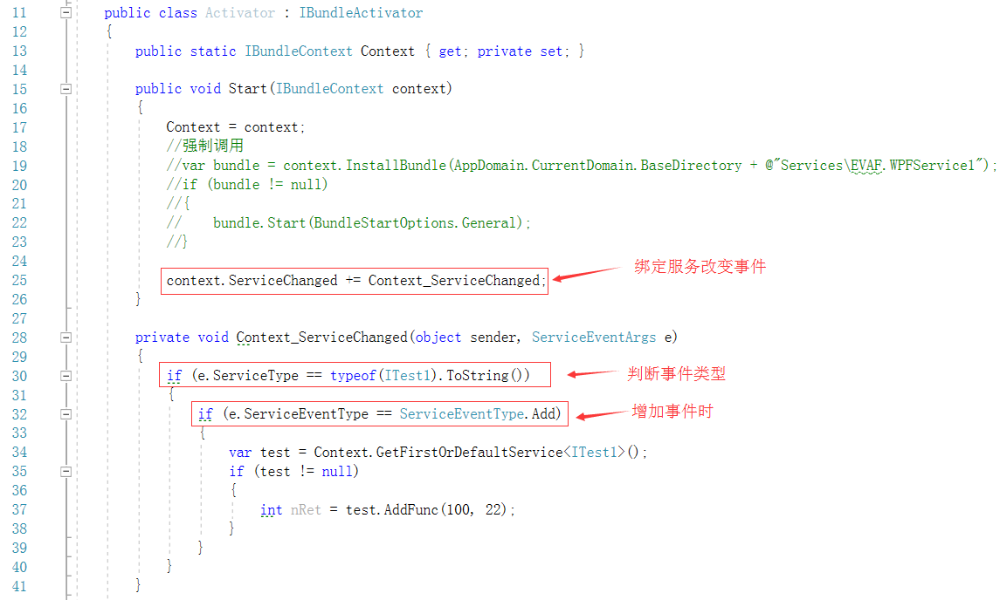 11 public class Activator : IBundleActivator
12 {
13 public static IBundleContext Context { get; private set; }
14
15 public void Start(IBundleContext context)
16 {
17 Context = context;
18 //强制调用
19 //var bundle = context.InstallBundle(AppDomain.CurrentDomain.BaseDirectory + @"Services\EVAF.WPFService1");
20 //if (bundle != null)
21 //{
22 // bundle.Start(BundleStartOptions.General);
23 //}
24
25 context.ServiceChanged += Context_ServiceChanged; 绑定服务改变事件
26 }
27
28 private void Context_ServiceChanged(object sender, ServiceEventArgs e)
29 {
30 if (e.ServiceType == typeof(ITest1).ToString()) 判断事件类型
31 {
32 if (e.ServiceEventType == ServiceEventType.Add) 增加事件时
33 {
34 var test = Context.GetFirstOrDefaultService<ITest1>();
35 if (test != null)
36 {
37 int nRet = test.AddFunc(100, 22);
38 }
39 }
40 }
41 }